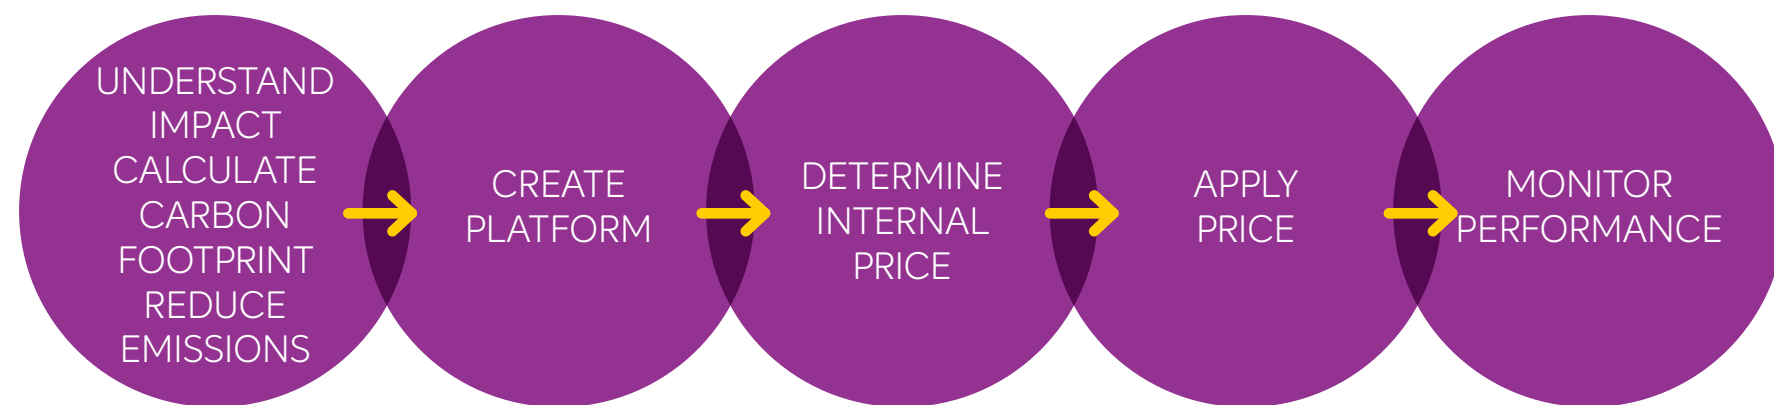 UNDERSTAND
IMPACT
CALCULATE
CARBON
FOOTPRINT
REDUCE
EMISSIONS
CREATE
PLATFORM
DETERMINE
INTERNAL
PRICE
APPLY
PRICE
MONITOR
PERFORMANCE